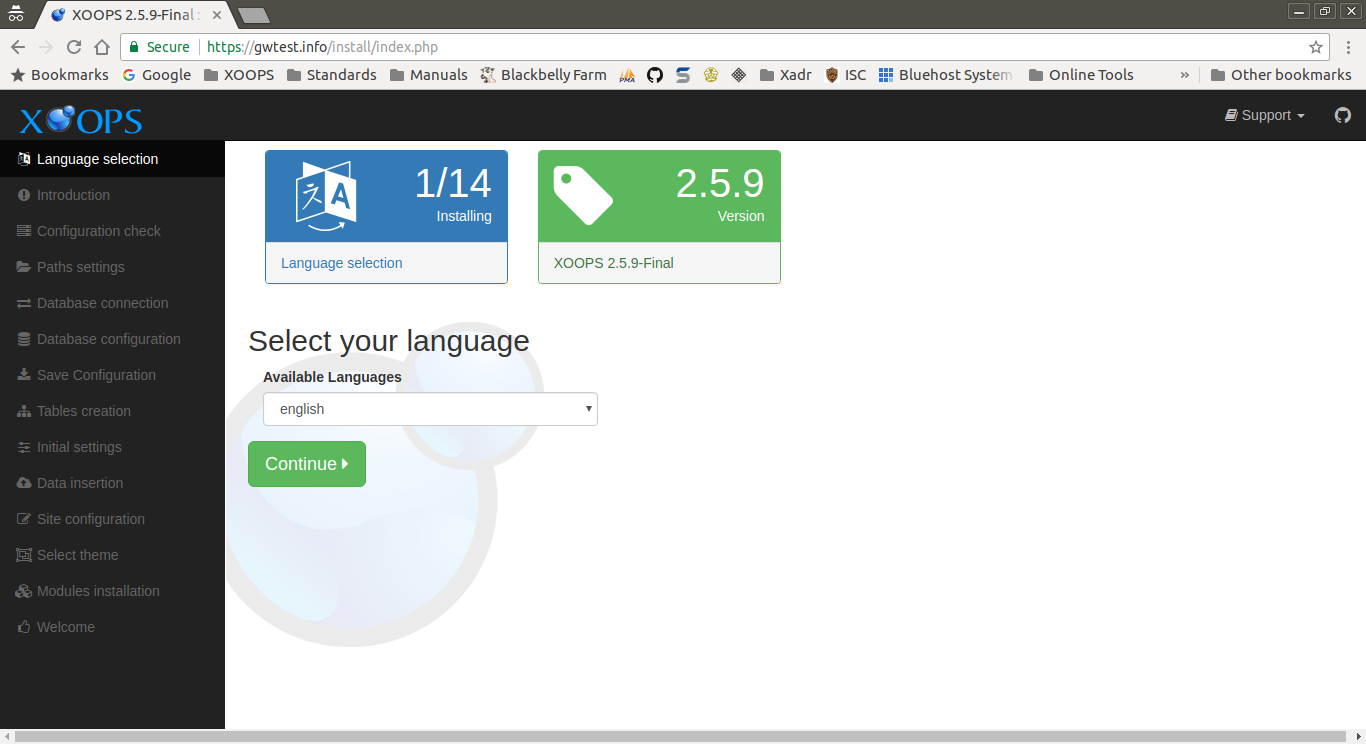 XOOPS 2.5.9-Final :
Secure https://gwtest.info/install/index.php
Bookmarks Google XOOPS Standards Manuals Blackbelly Farm PMA Xadr ISC Bluehost System Online Tools » Other bookmarks
XOOPS Support
Language selection
Introduction
Configuration check
Paths settings
Database connection
Database configuration
Save Configuration
Tables creation
Initial settings
Data insertion
Site configuration
Select theme
Modules installation
Welcome
A 1/14
Installing
Language selection
2.5.9
Version
XOOPS 2.5.9-Final
Select your language
Available Languages
english
Continue